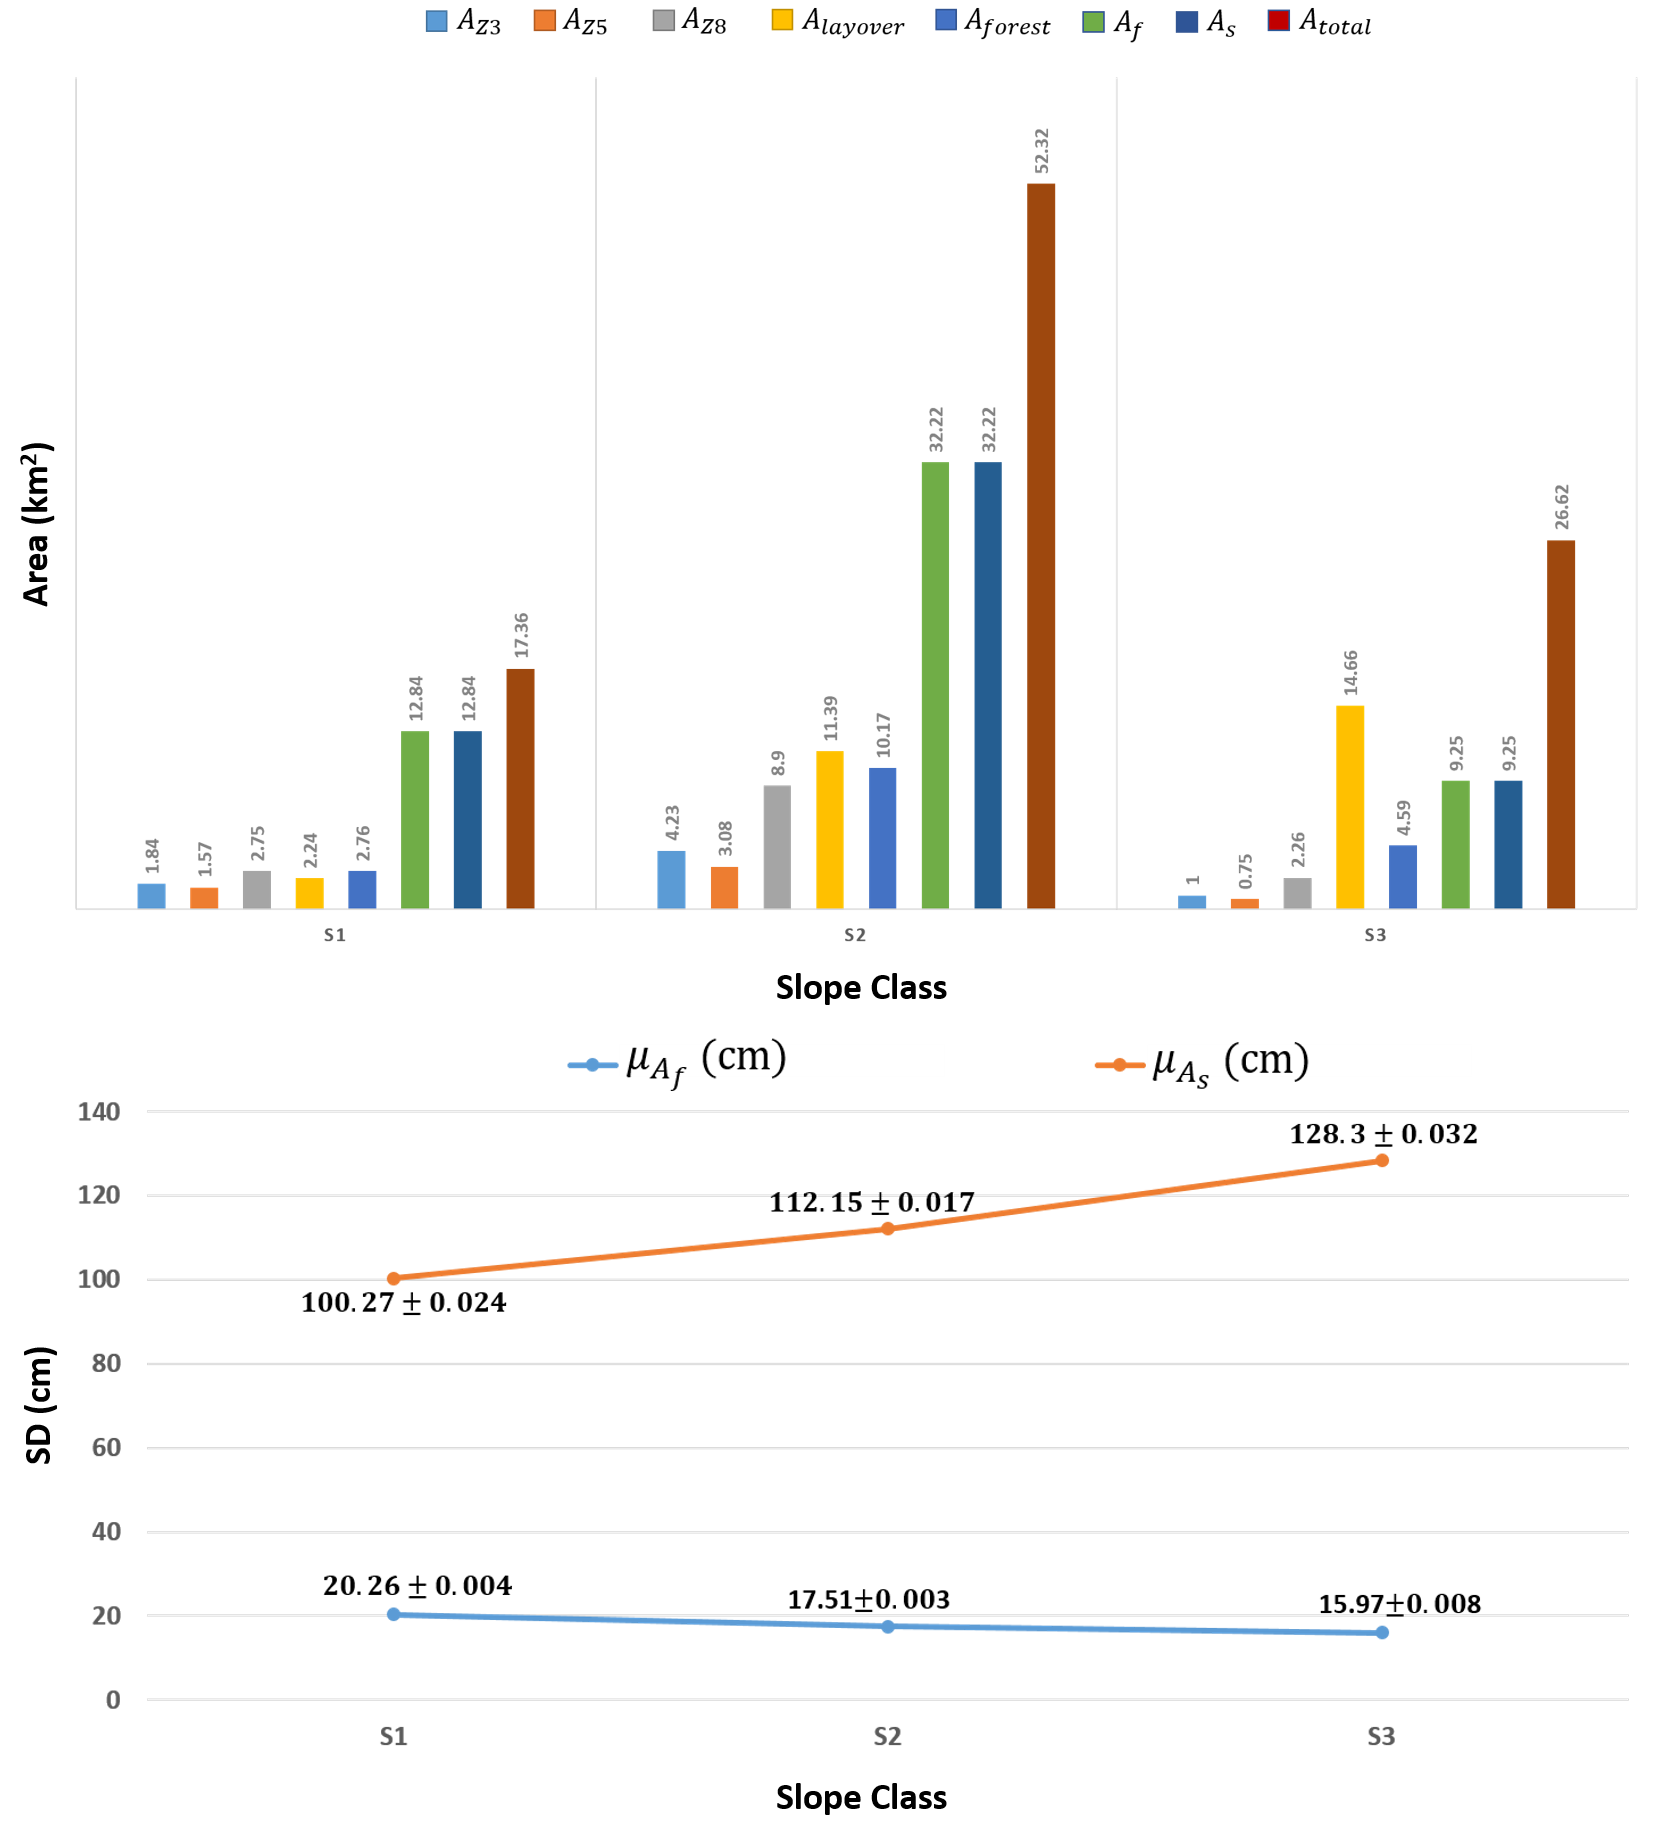 A_Z3 A_Z5 A_Z8 A_layover A_forest A_f A_s A_total
Area (km²)
1.84 1.57 2.75 2.24 2.76 12.84 12.84 17.36
4.23 3.08 8.9 11.39 10.17 32.22 32.22 52.32
1 0.75 2.26 14.66 4.59 9.25 9.25 26.62
S1 S2 S3
Slope Class
μ_A_f (cm) μ_A_s (cm)
SD (cm)
140
120
100
80
60
40
20
0
128.3 ± 0.032
112.15 ± 0.017
100.27 ± 0.024
20.26 ± 0.004
17.51±0.003
15.97±0.008
S1 S2 S3
Slope Class